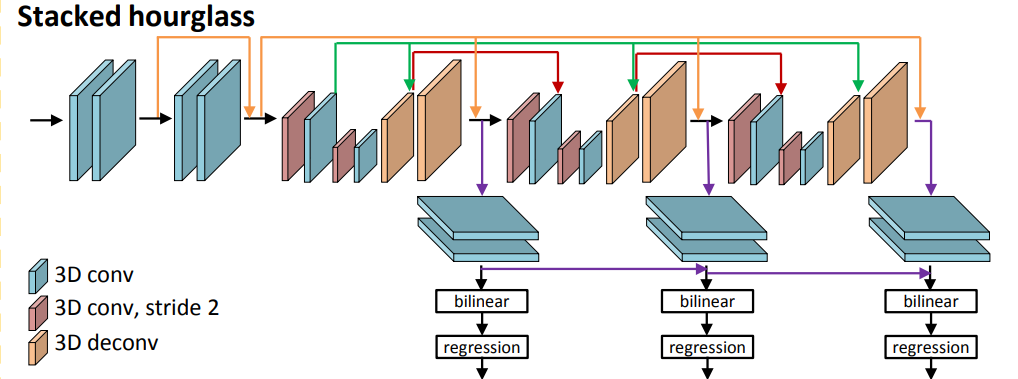 Stacked hourglass
3D conv
3D conv, stride 2
3D deconv
bilinear
bilinear
bilinear
regression
regression
regression